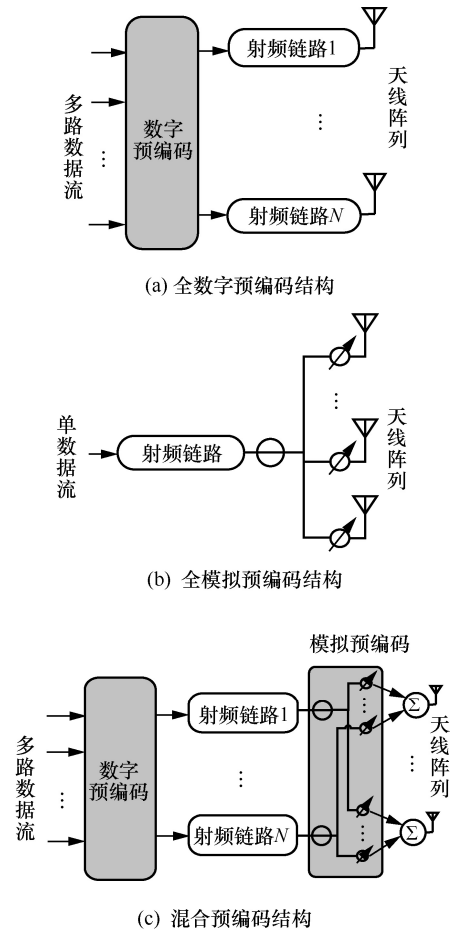 多路数据流
数字
预编码
射频链路1
射频链路N
天线阵列
(a) 全数字预编码结构
单数据流
射频链路
天线阵列
(b) 全模拟预编码结构
模拟预编码
多路数据流
数字
预编码
射频链路1
射频链路N
Σ
Σ
天线阵列
(c) 混合预编码结构